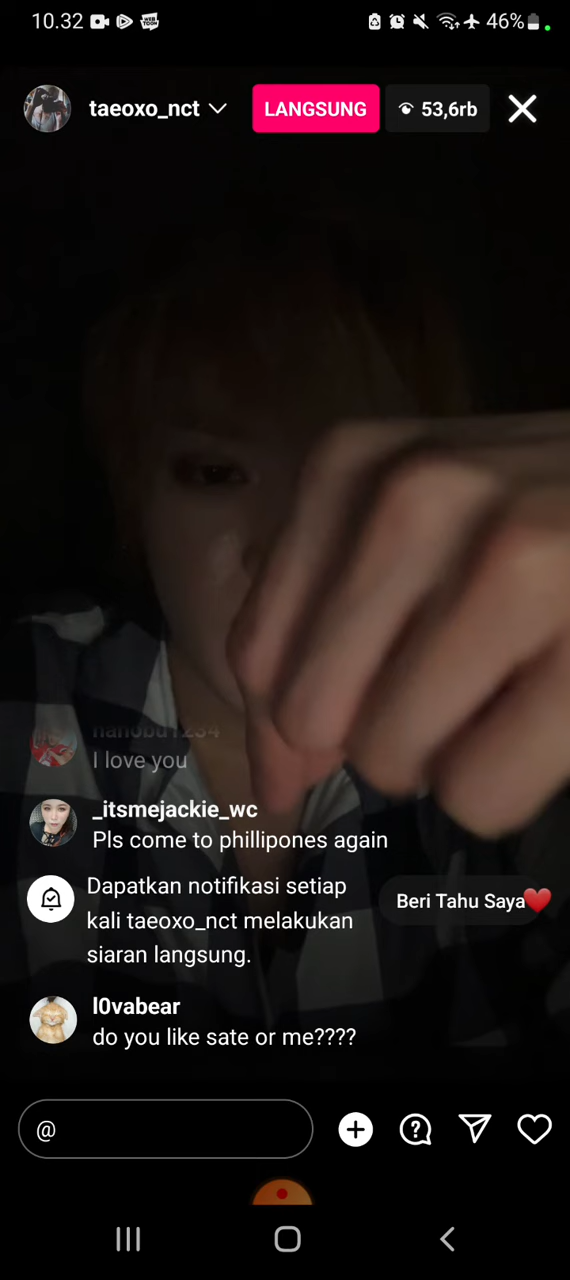 10.32
46%
taeoxo_nct
LANGSUNG
53,6rb
nanobu1234
I love you
_itsmejackie_wc
Pls come to phillipones again
Dapatkan notifikasi setiap
kali taeoxo_nct melakukan
siaran langsung.
Beri Tahu Saya
l0vabear
do you like sate or me????
@